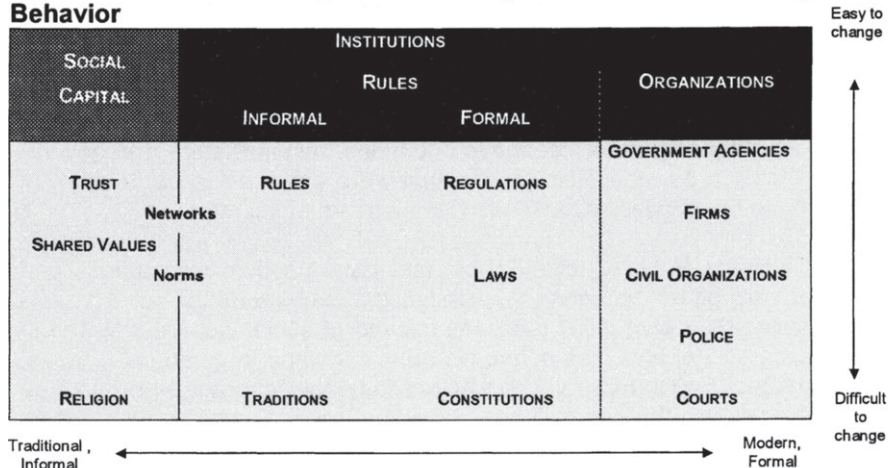 Behavior
Easy to
change
INSTITUTIONS
SOCIAL
CAPITAL
RULES
ORGANIZATIONS
INFORMAL
FORMAL
GOVERNMENT AGENCIES
TRUST
RULES
REGULATIONS
Networks
FIRMS
SHARED VALUES
Norms
LAWS
CIVIL ORGANIZATIONS
POLICE
RELIGION
TRADITIONS
CONSTITUTIONS
COURTS
Difficult
to
change
Traditional ,
Informal
Modern,
Formal